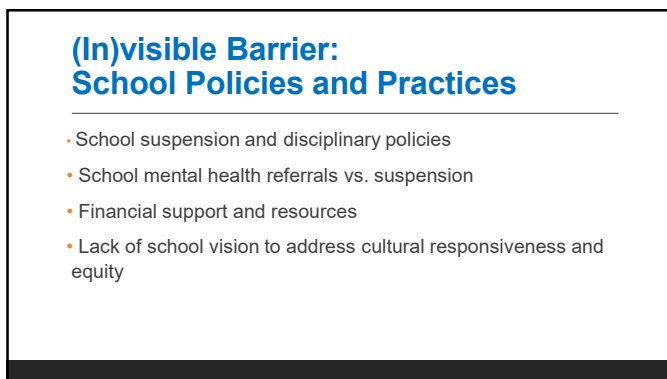 (In)visible Barrier:
School Policies and Practices
• School suspension and disciplinary policies
• School mental health referrals vs. suspension
• Financial support and resources
• Lack of school vision to address cultural responsiveness and
equity